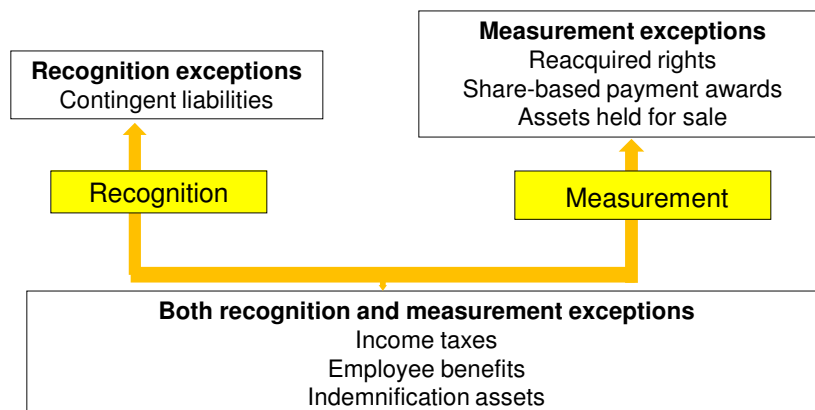 Recognition exceptions
Contingent liabilities
Measurement exceptions
Reacquired rights
Share-based payment awards
Assets held for sale
Recognition
Measurement
Both recognition and measurement exceptions
Income taxes
Employee benefits
Indemnification assets